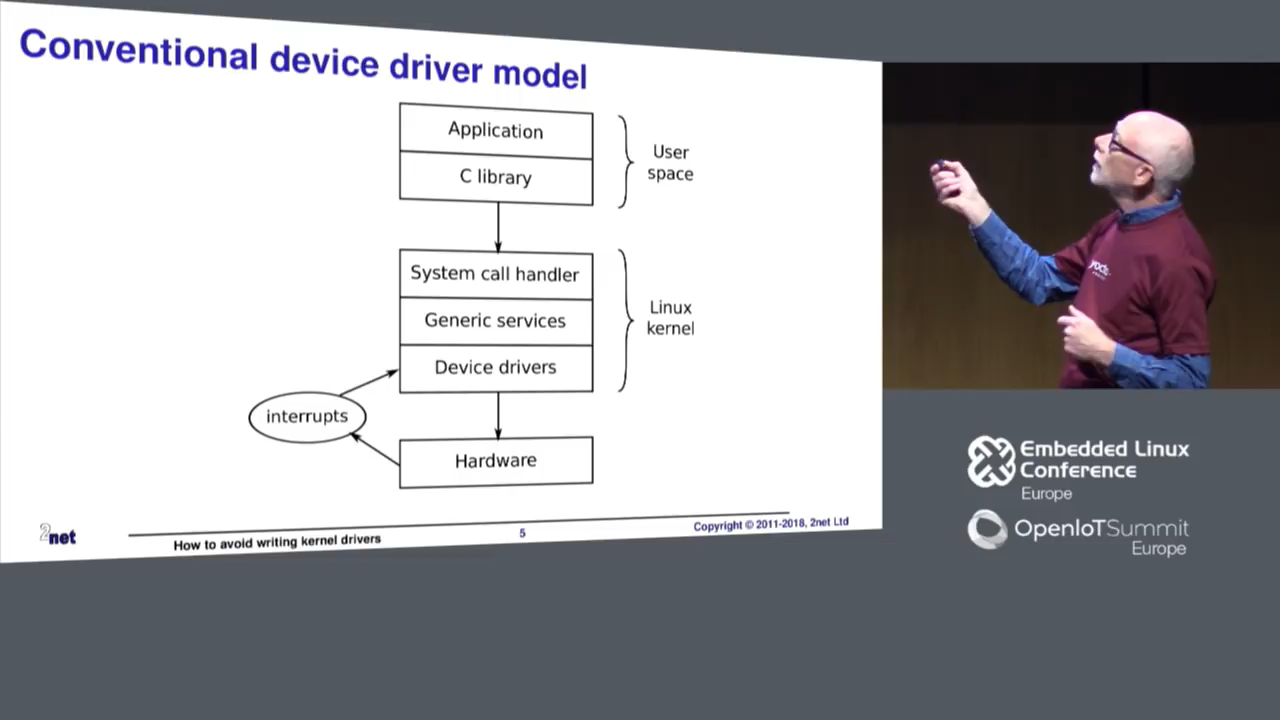 Conventional device driver model
Application
C library
User
space
System call handler
Generic services
Device drivers
Linux
kernel
interrupts
Hardware
2net
How to avoid writing kernel drivers
5
Copyright © 2011-2018, 2net Ltd
Embedded Linux
Conference
Europe
OpenIoTSummit
Europe